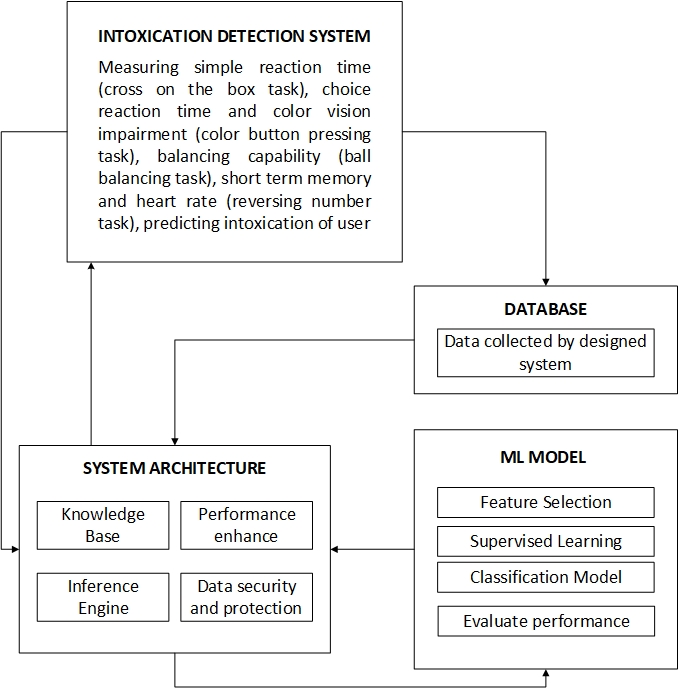 INTOXICATION DETECTION SYSTEM
Measuring simple reaction time
(cross on the box task), choice
reaction time and color vision
impairment (color button pressing
task), balancing capability (ball
balancing task), short term memory
and heart rate (reversing number
task), predicting intoxication of user
DATABASE
Data collected by designed
system
SYSTEM ARCHITECTURE
Knowledge
Base
Performance
enhance
Inference
Engine
Data security
and protection
ML MODEL
Feature Selection
Supervised Learning
Classification Model
Evaluate performance